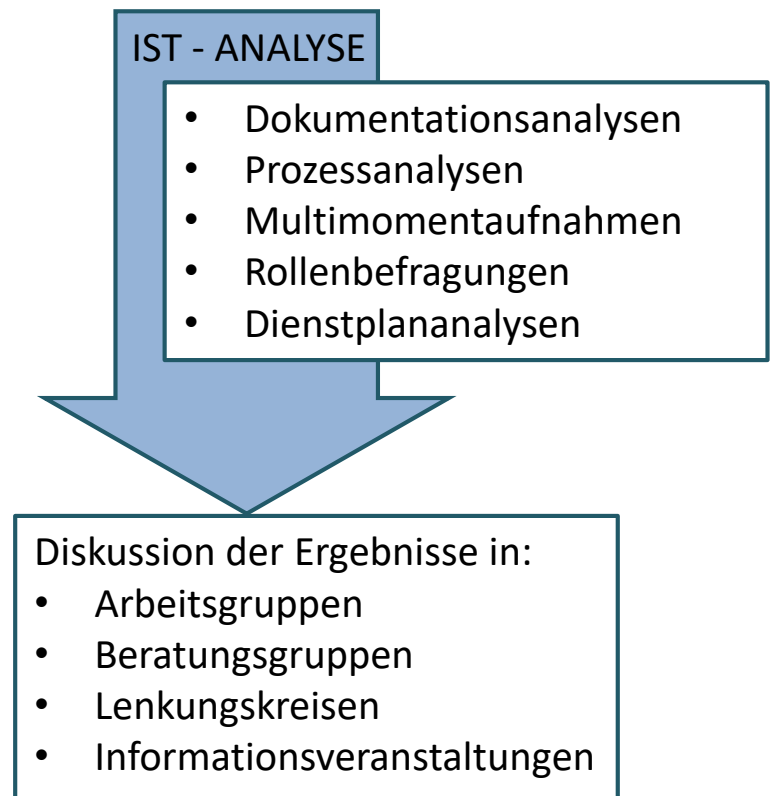 IST - ANALYSE
• Dokumentationsanalysen
• Prozessanalysen
• Multimomentaufnahmen
• Rollenbefragungen
• Dienstplananalysen
Diskussion der Ergebnisse in:
• Arbeitsgruppen
• Beratungsgruppen
• Lenkungskreisen
• Informationsveranstaltungen